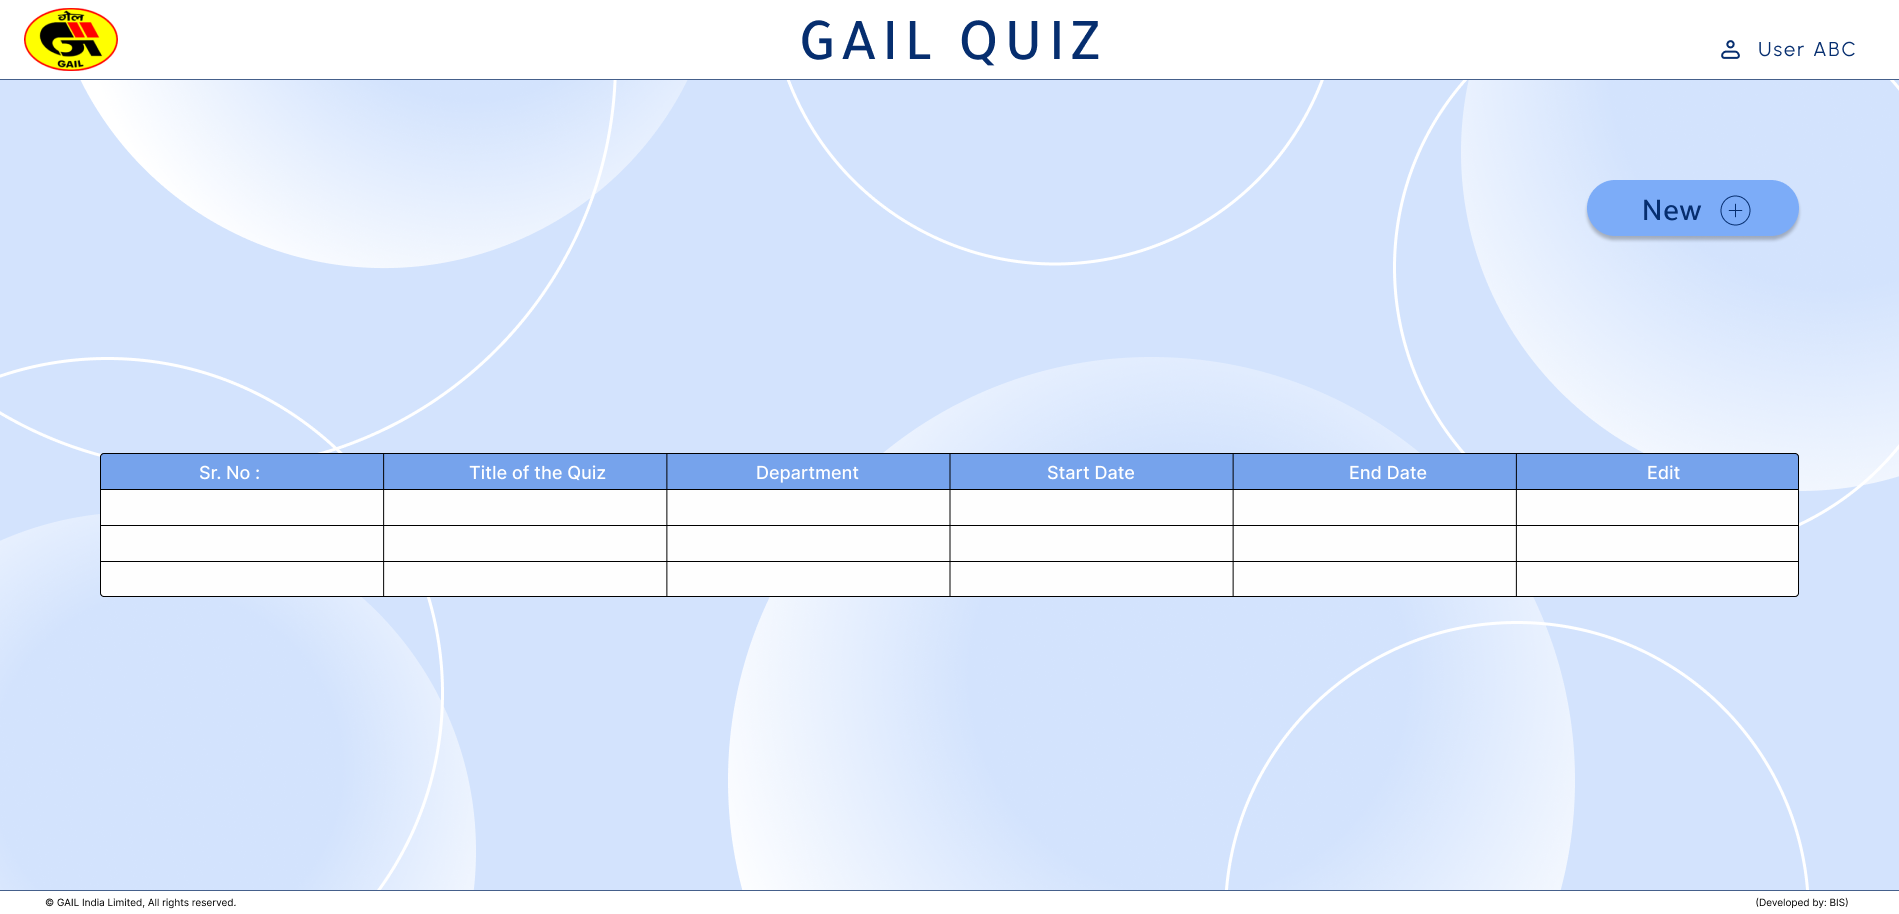 गेल
GAIL
GAIL QUIZ
User ABC
New
Sr. No :
Title of the Quiz
Department
Start Date
End Date
Edit
© GAIL India Limited, All rights reserved.
(Developed by: BIS)